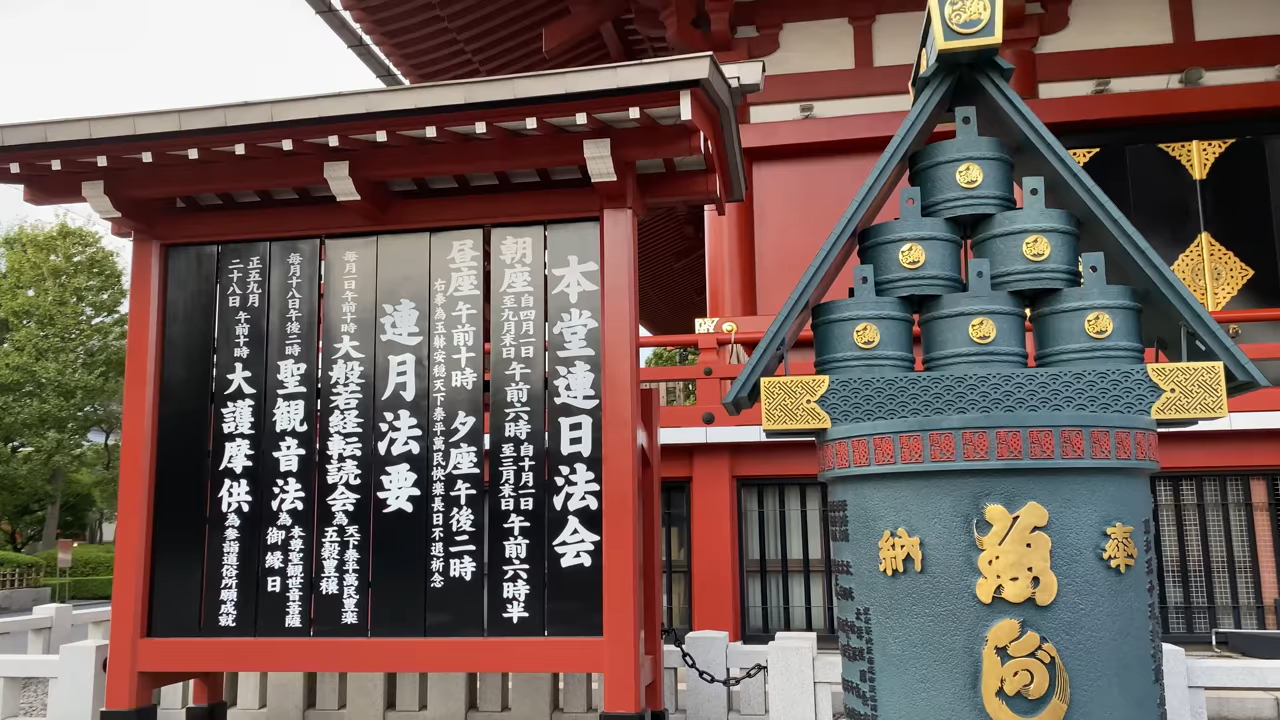 本堂連日法会
朝座 自四月一日至九月末日 午前六時 自十月一日至三月末日 午前六時半
昼座 午前十時 夕座 午後二時
右奉為玉躰安穏天下泰平萬民快楽長日不退祈念
連月法要
毎月一日午前十時 大般若経転読会 為 天下泰平萬民豊楽 五穀豊穣
毎月十八日午後二時 聖観音法 為 本尊聖観世音菩薩 御縁日
正五九月二十八日 午前十時 大護摩供 為参詣道俗所願成就
奉納